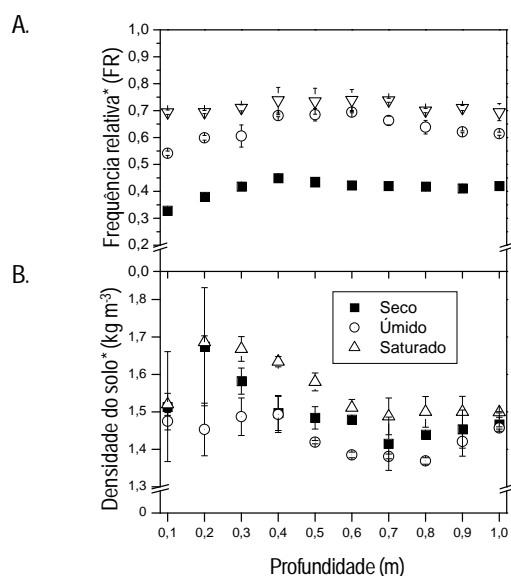 A.
Frequência relativa* (FR)
1,0
0,9
0,8
0,7
0,6
0,5
0,4
0,3
0,2
0,0
B.
Densidade do solo* (kg m-3)
1,7
1,6
1,5
1,4
1,3
0
Seco
Úmido
Saturado
0,1 0,2 0,3 0,4 0,5 0,6 0,7 0,8 0,9 1,0
Profundidade (m)